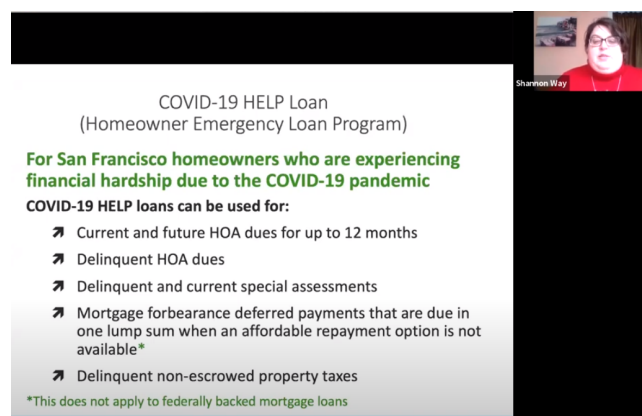 COVID-19 HELP Loan
(Homeowner Emergency Loan Program)
For San Francisco homeowners who are experiencing
financial hardship due to the COVID-19 pandemic
COVID-19 HELP loans can be used for:
Current and future HOA dues for up to 12 months
Delinquent HOA dues
Delinquent and current special assessments
Mortgage forbearance deferred payments that are due in
one lump sum when an affordable repayment option is not
available*
Delinquent non-escrowed property taxes
*This does not apply to federally backed mortgage loans
Shannon Way